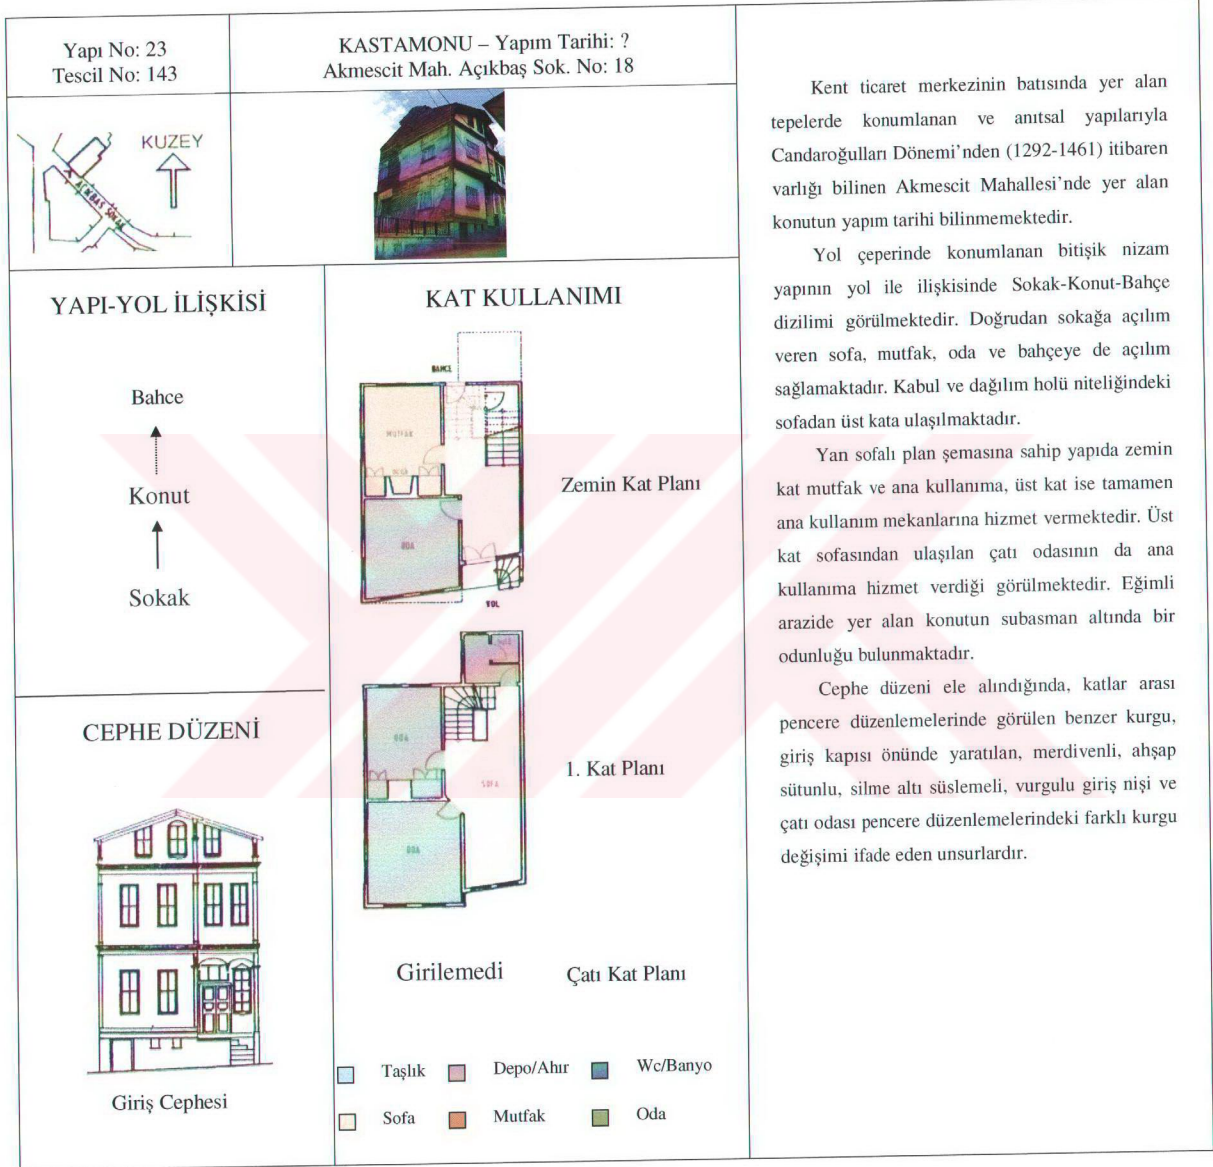 Yapı No: 23
Tescil No: 143
KASTAMONU – Yapım Tarihi: ?
Akmescit Mah. Açıkbaş Sok. No: 18
KUZEY
AÇIKBAŞ SOKAK
YAPI-YOL İLİŞKİSİ
Bahce
Konut
Sokak
CEPHE DÜZENİ
Giriş Cephesi
KAT KULLANIMI
BAHCE
MUTFAK
OCAK
ODA
YOL
Zemin Kat Planı
ODA
SOFA
ODA
1. Kat Planı
Girilemedi
Çatı Kat Planı
Taşlık
Depo/Ahır
Wc/Banyo
Sofa
Mutfak
Oda
Kent ticaret merkezinin batısında yer alan
tepelerde konumlanan ve anıtsal yapılarıyla
Candaroğulları Dönemi'nden (1292-1461) itibaren
varlığı bilinen Akmescit Mahallesi'nde yer alan
konutun yapım tarihi bilinmemektedir.
Yol çeperinde konumlanan bitişik nizam
yapının yol ile ilişkisinde Sokak-Konut-Bahçe
dizilimi görülmektedir. Doğrudan sokağa açılım
veren sofa, mutfak, oda ve bahçeye de açılım
sağlamaktadır. Kabul ve dağılım holü niteliğindeki
sofadan üst kata ulaşılmaktadır.
Yan sofalı plan şemasına sahip yapıda zemin
kat mutfak ve ana kullanıma, üst kat ise tamamen
ana kullanım mekanlarına hizmet vermektedir. Üst
kat sofasından ulaşılan çatı odasının da ana
kullanıma hizmet verdiği görülmektedir. Eğimli
arazide yer alan konutun subasman altında bir
odunluğu bulunmaktadır.
Cephe düzeni ele alındığında, katlar arası
pencere düzenlemelerinde görülen benzer kurgu,
giriş kapısı önünde yaratılan, merdivenli, ahşap
sütunlu, silme altı süslemeli, vurgulu giriş nişi ve
çatı odası pencere düzenlemelerindeki farklı kurgu
değişimi ifade eden unsurlardır.